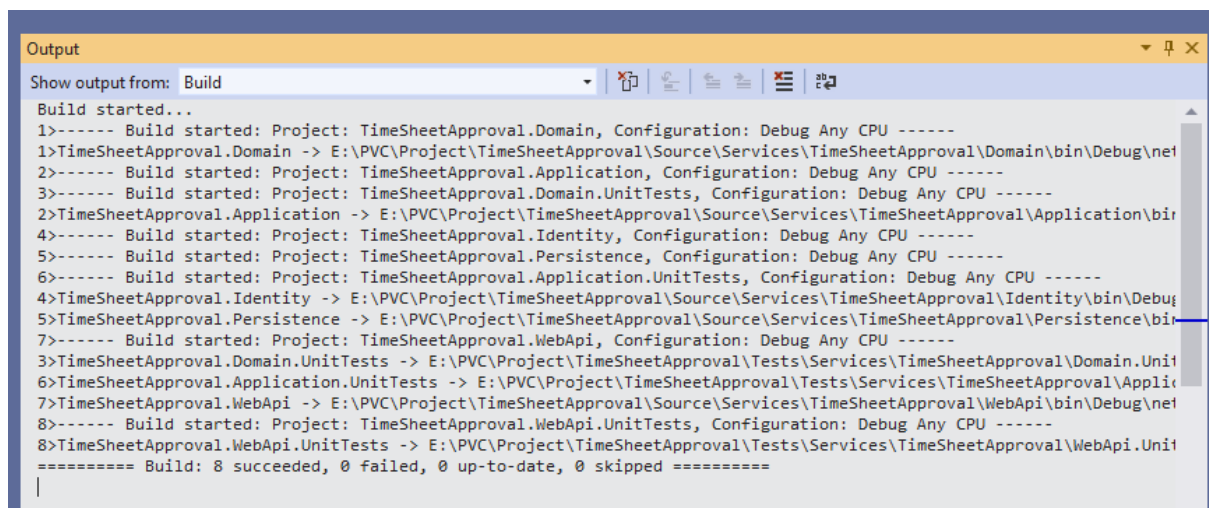 Output
Show output from: Build
Build started...
1>------ Build started: Project: TimeSheetApproval.Domain, Configuration: Debug Any CPU ------
1>TimeSheetApproval.Domain -> E:\PVC\Project\TimeSheetApproval\Source\Services\TimeSheetApproval\Domain\bin\Debug\net
2>------ Build started: Project: TimeSheetApproval.Application, Configuration: Debug Any CPU ------
3>------ Build started: Project: TimeSheetApproval.Domain.UnitTests, Configuration: Debug Any CPU ------
2>TimeSheetApproval.Application -> E:\PVC\Project\TimeSheetApproval\Source\Services\TimeSheetApproval\Application\bin
4>------ Build started: Project: TimeSheetApproval.Identity, Configuration: Debug Any CPU ------
5>------ Build started: Project: TimeSheetApproval.Persistence, Configuration: Debug Any CPU ------
6>------ Build started: Project: TimeSheetApproval.Application.UnitTests, Configuration: Debug Any CPU ------
4>TimeSheetApproval.Identity -> E:\PVC\Project\TimeSheetApproval\Source\Services\TimeSheetApproval\Identity\bin\Debug
5>TimeSheetApproval.Persistence -> E:\PVC\Project\TimeSheetApproval\Source\Services\TimeSheetApproval\Persistence\bin
7>------ Build started: Project: TimeSheetApproval.WebApi, Configuration: Debug Any CPU ------
3>TimeSheetApproval.Domain.UnitTests -> E:\PVC\Project\TimeSheetApproval\Tests\Services\TimeSheetApproval\Domain.Unit
6>TimeSheetApproval.Application.UnitTests -> E:\PVC\Project\TimeSheetApproval\Tests\Services\TimeSheetApproval\Applic
7>TimeSheetApproval.WebApi -> E:\PVC\Project\TimeSheetApproval\Source\Services\TimeSheetApproval\WebApi\bin\Debug\net
8>------ Build started: Project: TimeSheetApproval.WebApi.UnitTests, Configuration: Debug Any CPU ------
8>TimeSheetApproval.WebApi.UnitTests -> E:\PVC\Project\TimeSheetApproval\Tests\Services\TimeSheetApproval\WebApi.Unit
========== Build: 8 succeeded, 0 failed, 0 up-to-date, 0 skipped ==========